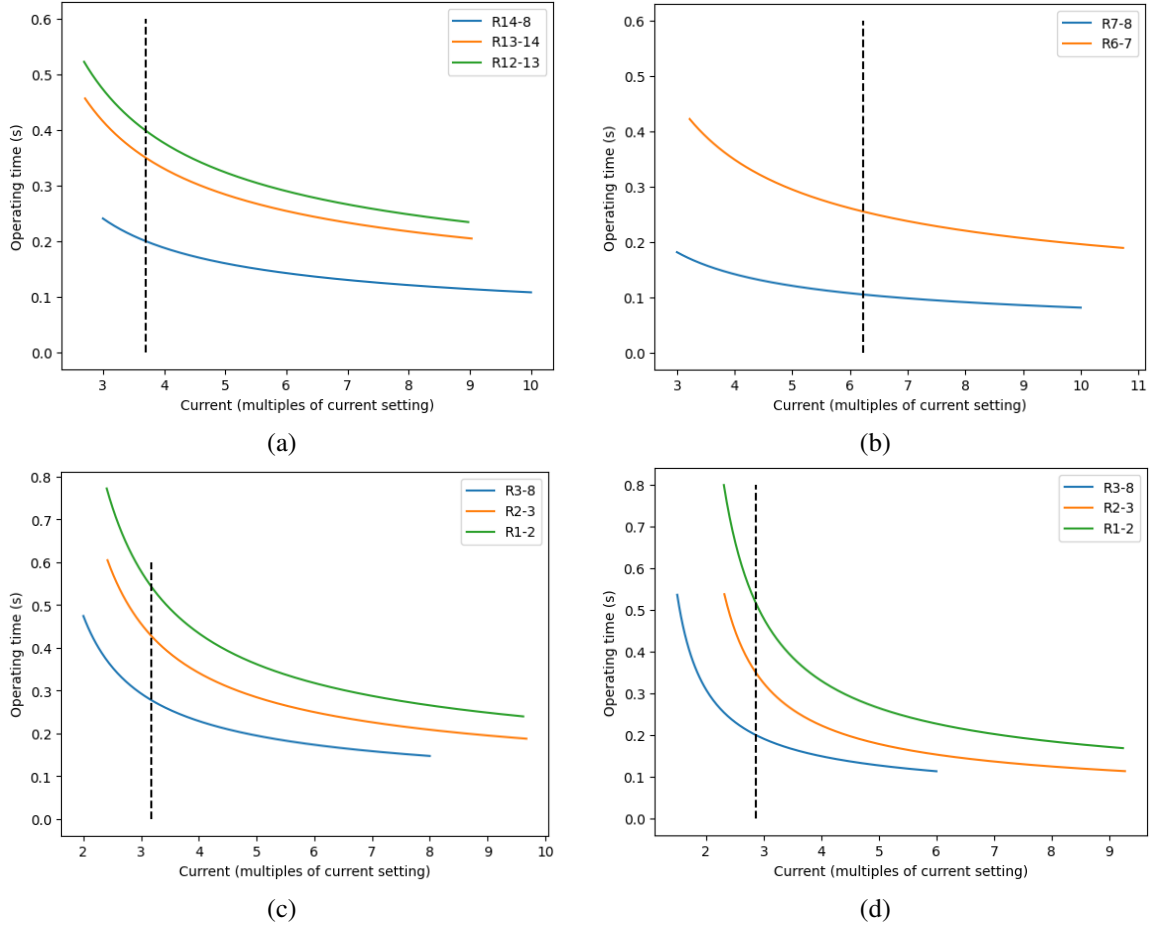 0.6
0.5
0.4
0.3
0.2
0.1
0.0
Operating time (s)
R14-8
R13-14
R12-13
3 4 5 6 7 8 9 10
Current (multiples of current setting)
(a)
0.6
0.5
0.4
0.3
0.2
0.1
0.0
Operating time (s)
R7-8
R6-7
3 4 5 6 7 8 9 10 11
Current (multiples of current setting)
(b)
0.8
0.7
0.6
0.5
0.4
0.3
0.2
0.1
0.0
Operating time (s)
R3-8
R2-3
R1-2
2 3 4 5 6 7 8 9 10
Current (multiples of current setting)
(c)
0.8
0.7
0.6
0.5
0.4
0.3
0.2
0.1
0.0
Operating time (s)
R3-8
R2-3
R1-2
2 3 4 5 6 7 8 9
Current (multiples of current setting)
(d)